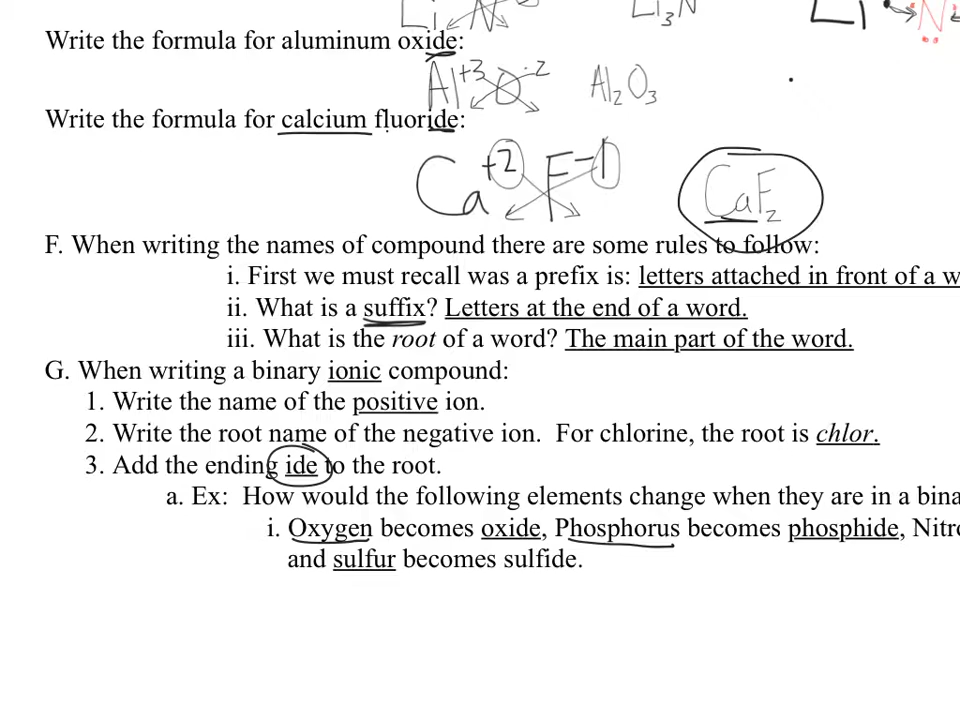 Li N Li₃N Li N
Write the formula for aluminum oxide:
Al+3 O-2 Al₂O₃
Write the formula for calcium fluoride:
Ca+2 F-1 CaF₂
F. When writing the names of compound there are some rules to follow:
i. First we must recall was a prefix is: letters attached in front of a w
ii. What is a suffix? Letters at the end of a word.
iii. What is the root of a word? The main part of the word.
G. When writing a binary ionic compound:
1. Write the name of the positive ion.
2. Write the root name of the negative ion. For chlorine, the root is chlor.
3. Add the ending ide to the root.
a. Ex: How would the following elements change when they are in a bina
i. Oxygen becomes oxide, Phosphorus becomes phosphide, Nitro
and sulfur becomes sulfide.